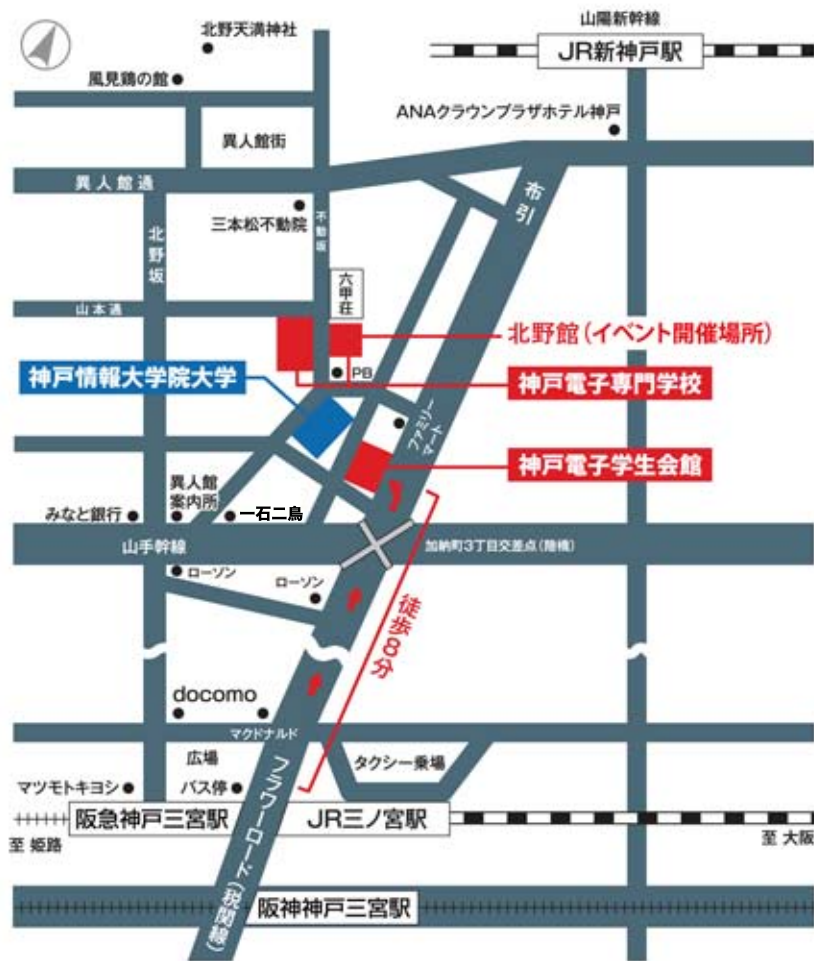 山陽新幹線
北野天満神社
JR新神戸駅
風見鶏の館
ANAクラウンプラザホテル神戸
異人館街
異人館通
布引
三本松不動院
不動坂
北野坂
六甲荘
山本通
北野館（イベント開催場所）
神戸情報大学院大学
PB
神戸電子専門学校
ファミリー
マート
神戸電子学生会館
異人館
案内所
みなと銀行
一石二鳥
山手幹線
加納町3丁目交差点（陸橋）
ローソン
ローソン
徒歩8分
docomo
マクドナルド
広場
タクシー乗場
マツモトキヨシ
バス停
フラワーロード（税関線）
阪急神戸三宮駅
JR三ノ宮駅
至 姫路
至 大阪
阪神神戸三宮駅